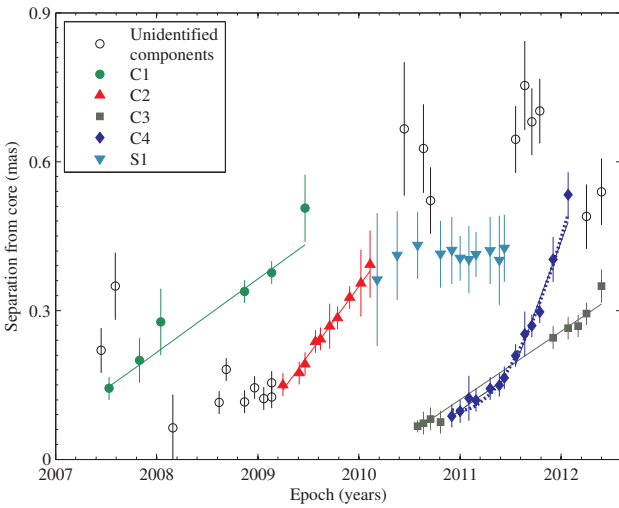 0.9
Unidentified
components
C1
C2
C3
C4
S1
0.6
0.3
0
Separation from core (mas)
2007 2008 2009 2010 2011 2012
Epoch (years)